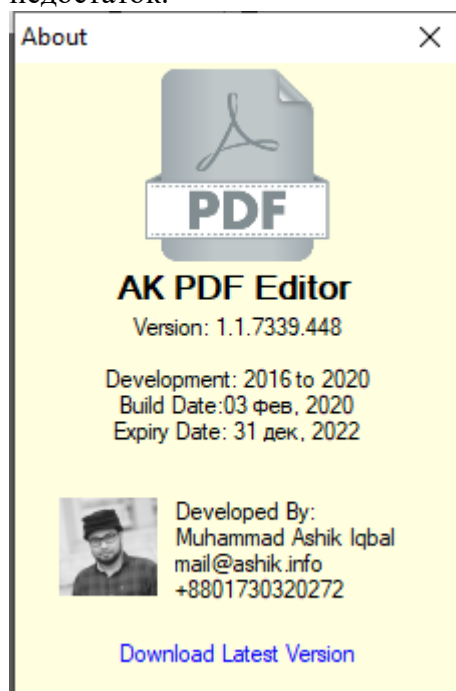 недостаток.
About
PDF
AK PDF Editor
Version: 1.1.7339.448
Development: 2016 to 2020
Build Date:03 фев, 2020
Expiry Date: 31 дек, 2022
Developed By:
Muhammad Ashik Iqbal
mail@ashik.info
+8801730320272
Download Latest Version